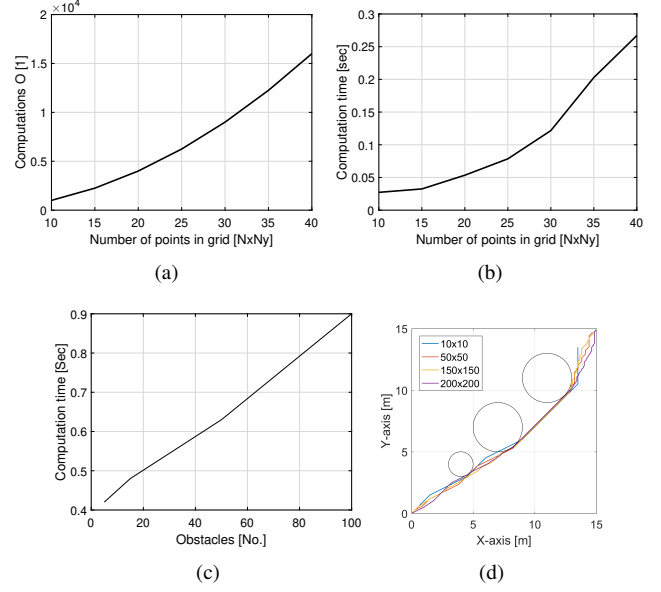 ×10⁴
2
1.5
1
0.5
0
10 15 20 25 30 35 40
Computations O [1]
Number of points in grid [NxNy]
(a)
0.3
0.25
0.2
0.15
0.1
0.05
0
10 15 20 25 30 35 40
Computation time [sec]
Number of points in grid [NxNy]
(b)
0.9
0.8
0.7
0.6
0.5
0.4
0 20 40 60 80 100
Computation time [Sec]
Obstacles [No.]
(c)
15
10
5
0
0 5 10 15
Y-axis [m]
X-axis [m]
10x10
50x50
150x150
200x200
(d)